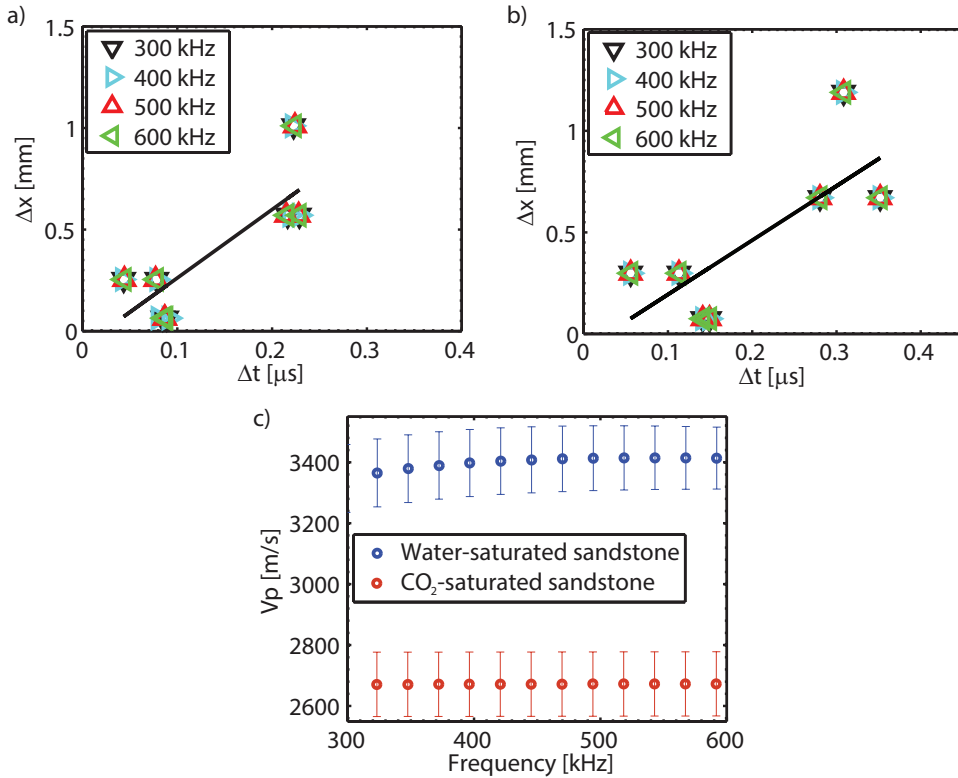 a)
1.5
1
0.5
0
Δx [mm]
300 kHz
400 kHz
500 kHz
600 kHz
0 0.1 0.2 0.3 0.4
Δt [μs]
b)
1.5
1
0.5
0
Δx [mm]
300 kHz
400 kHz
500 kHz
600 kHz
0 0.1 0.2 0.3 0.4
Δt [μs]
c)
3400
3200
3000
2800
2600
Vp [m/s]
Water-saturated sandstone
CO₂-saturated sandstone
300 400 500 600
Frequency [kHz]